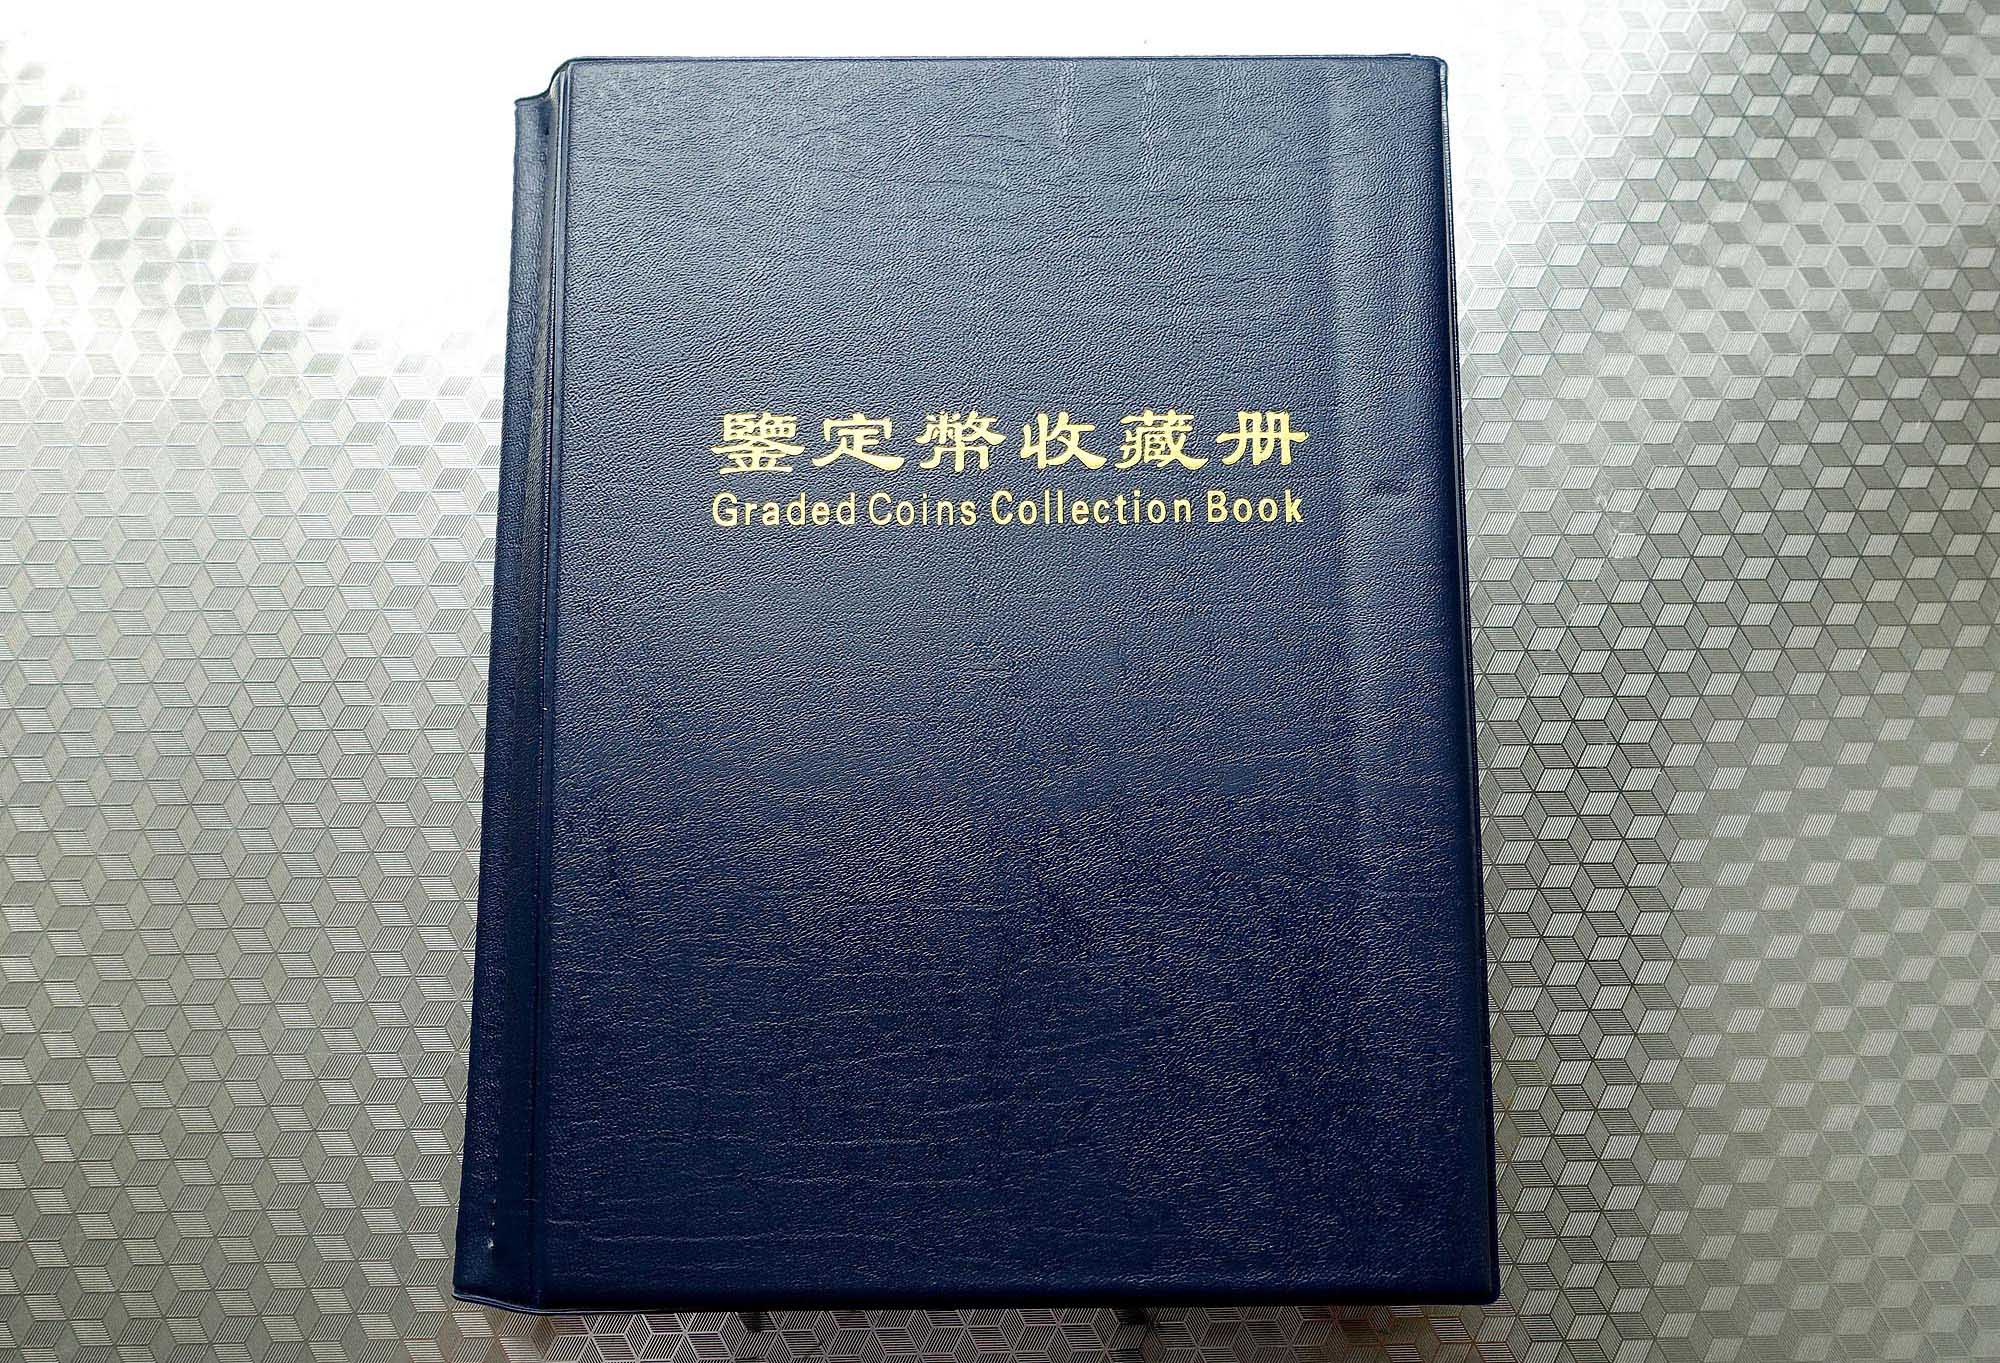 鑒定幣收藏册
Graded Coins Collection Book